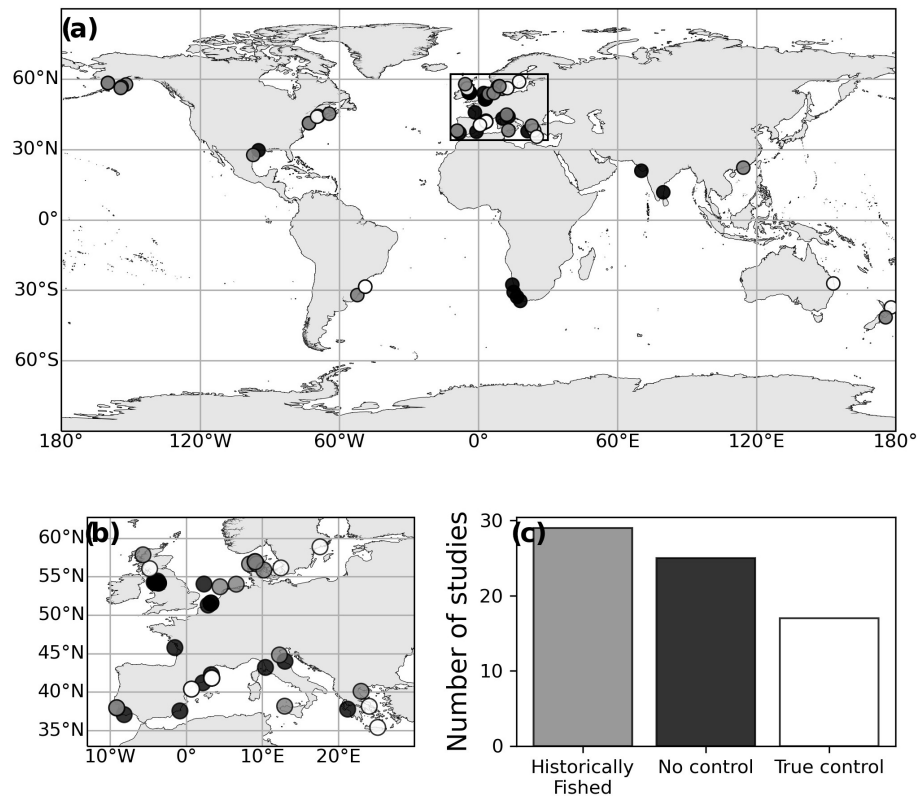 (a)
60°N
30°N
0°
30°S
60°S
180° 120°W 60°W 0° 60°E 120°E 180°
(b)
60°N
55°N
50°N
45°N
40°N
35°N
10°W 0° 10°E 20°E
(c)
Number of studies
30
20
10
0
Historically
Fished
No control
True control